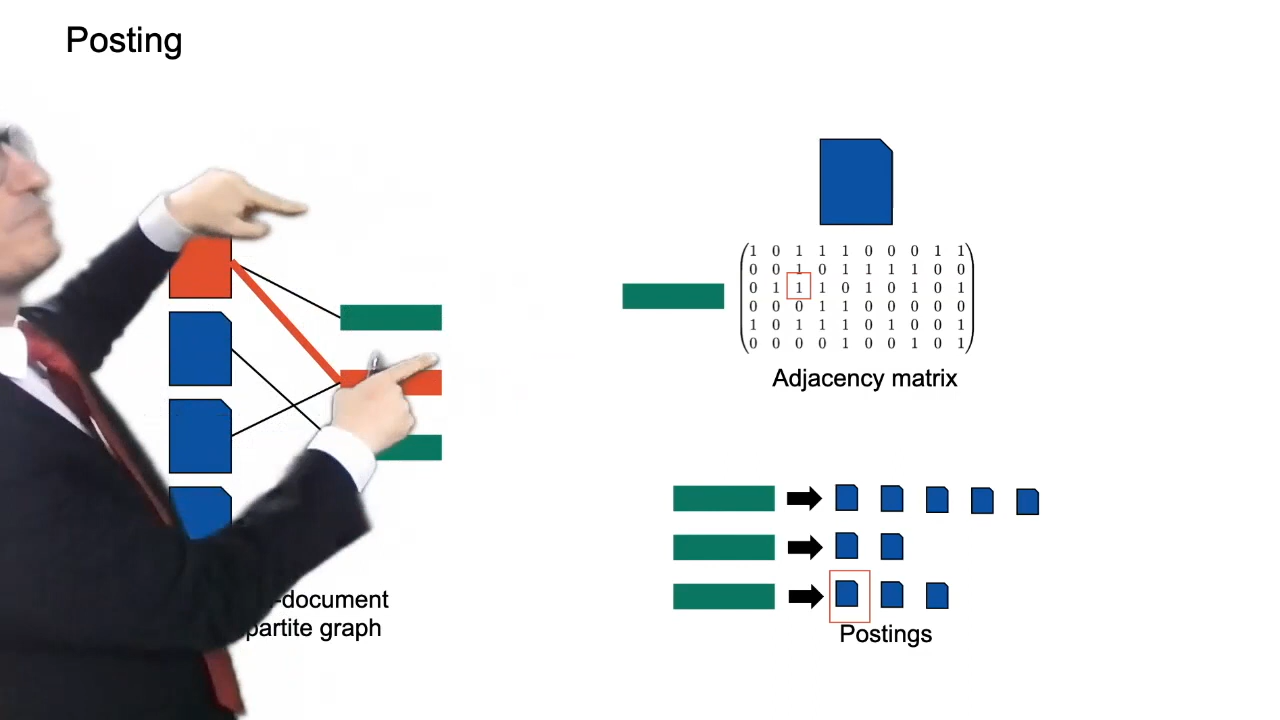 Posting
1 0 1 1 1 0 0 0 1 1
0 0 1 0 1 1 1 1 0 0
0 1 1 1 0 1 0 1 0 1
0 0 0 1 1 0 0 0 0 0
1 0 1 1 1 0 1 0 0 1
0 0 0 0 1 0 0 1 0 1
Adjacency matrix
-document
partite graph
Postings